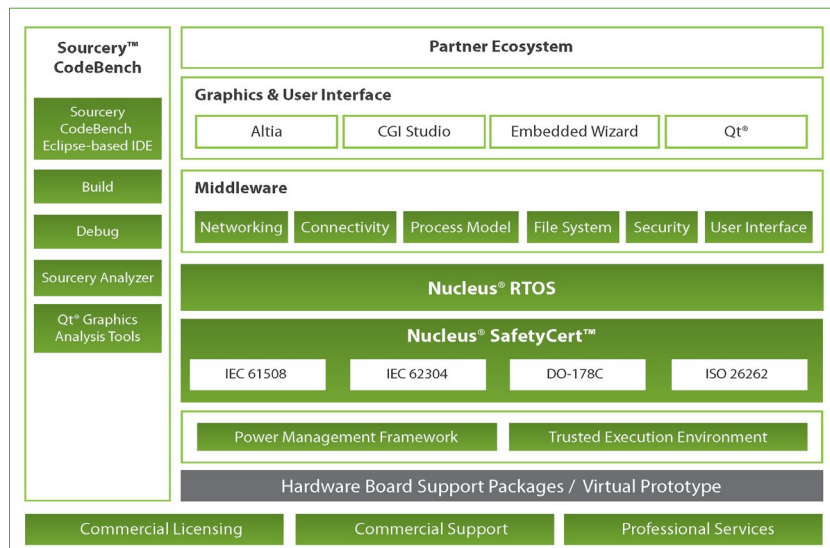 Sourcery™
CodeBench
Sourcery
CodeBench
Eclipse-based IDE
Build
Debug
Sourcery Analyzer
Qt® Graphics
Analysis Tools
Partner Ecosystem
Graphics & User Interface
Altia
CGI Studio
Embedded Wizard
Qt®
Middleware
Networking
Connectivity
Process Model
File System
Security
User Interface
Nucleus® RTOS
Nucleus® SafetyCert™
IEC 61508
IEC 62304
DO-178C
ISO 26262
Power Management Framework
Trusted Execution Environment
Hardware Board Support Packages / Virtual Prototype
Commercial Licensing
Commercial Support
Professional Services